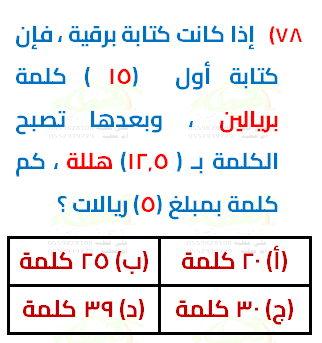 ٧٨) إذا كانت كتابة برقية ، فإن
كتابة أول (١٥ ) كلمة
بريالين ، وبعدها تصبح
الكلمة بـ ( ١٢,٥) هللة ، كم
كلمة بمبلغ (٥) ريالات ؟
(أ) ٢٠ كلمة (ب) ٢٥ كلمة
(ج) ٣٠ كلمة (د) ٣٩ كلمة